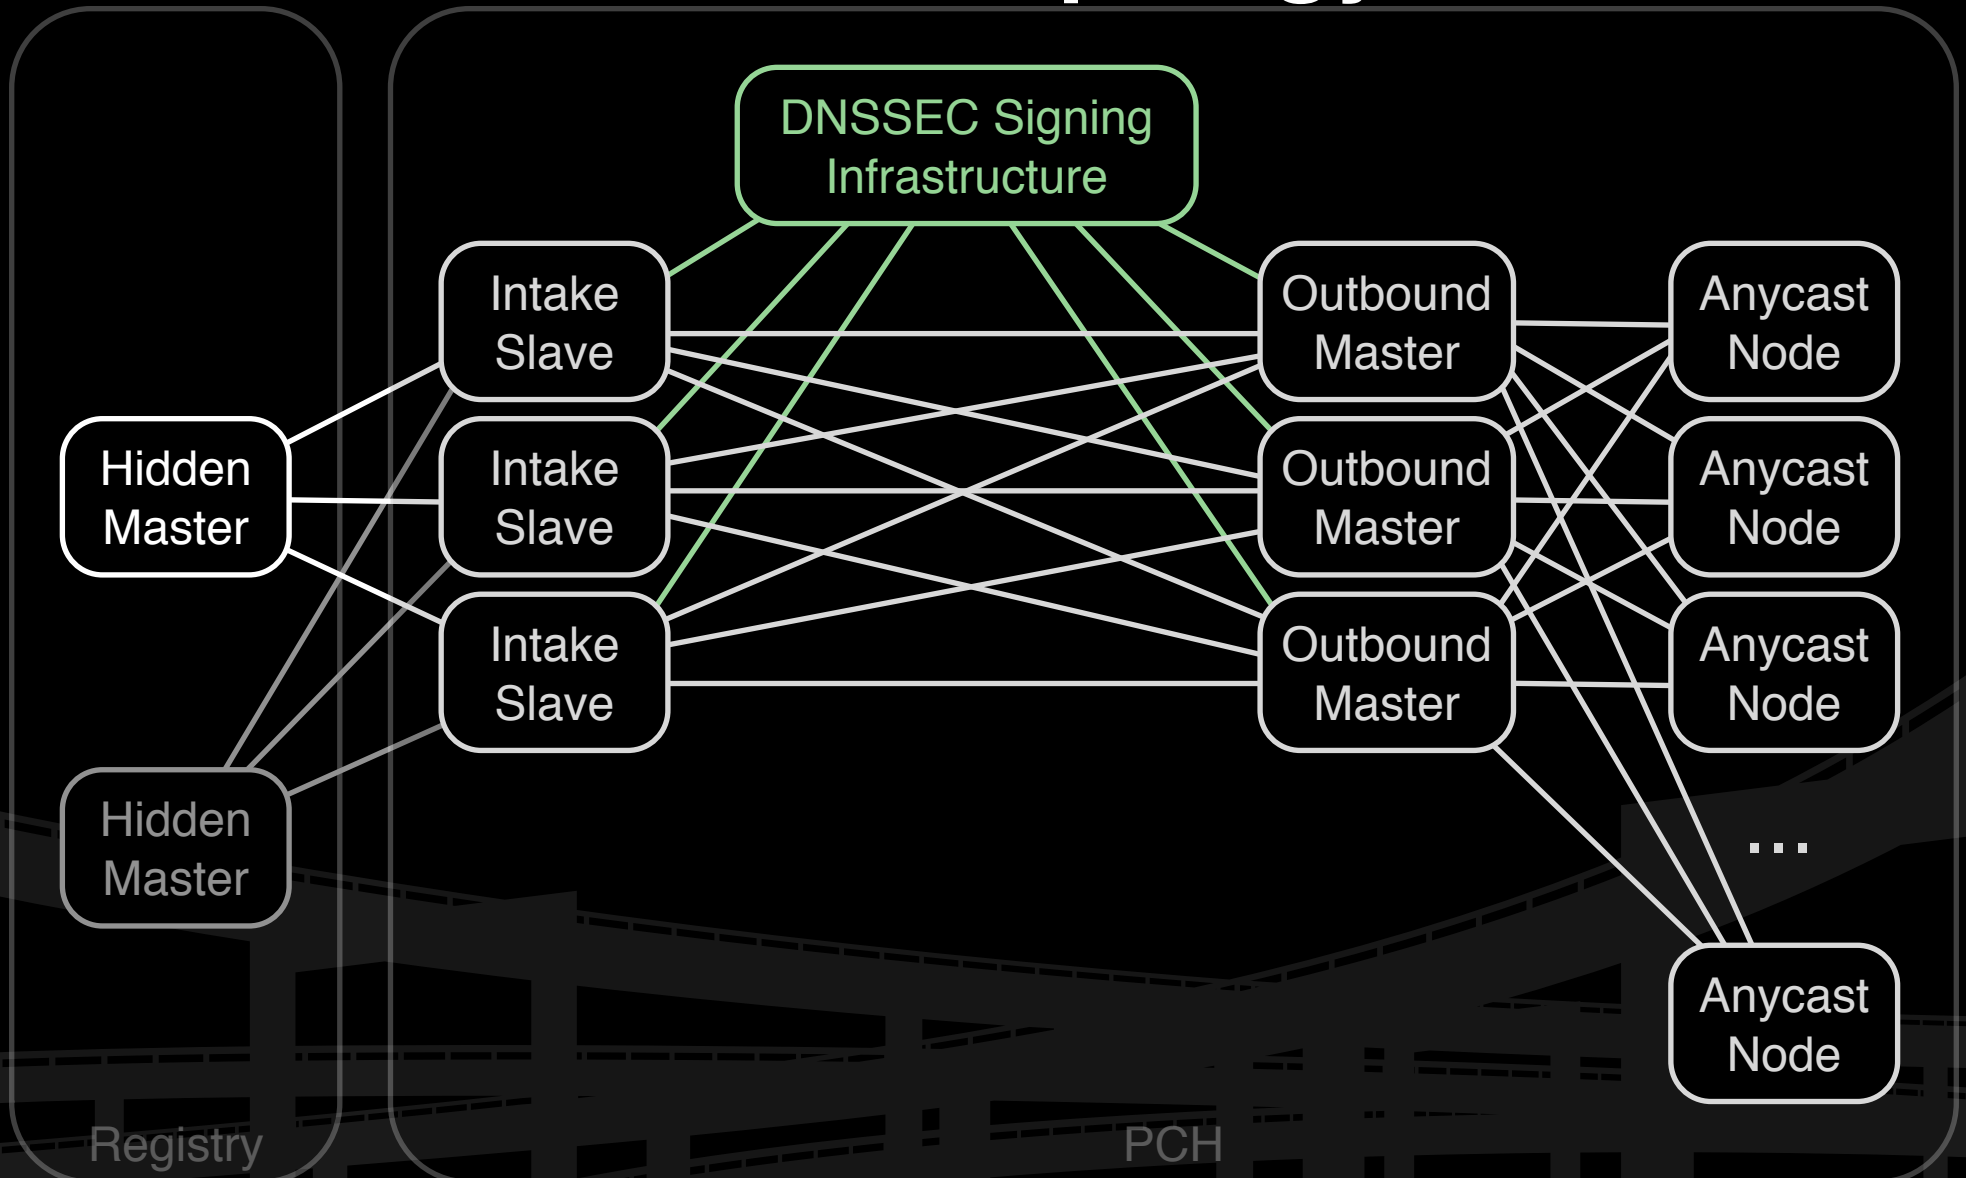 DNSSEC Signing
Infrastructure
Intake
Slave
Outbound
Master
Anycast
Node
Hidden
Master
Intake
Slave
Outbound
Master
Anycast
Node
Intake
Slave
Outbound
Master
Anycast
Node
Hidden
Master
...
Anycast
Node
Registry
PCH